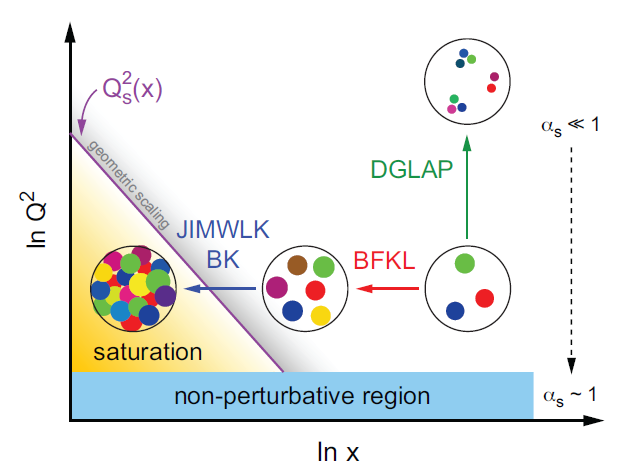 Q²ₛ(x)
geometric scaling
αₛ ≪ 1
DGLAP
ln Q²
JIMWLK
BK
BFKL
saturation
non-perturbative region
αₛ ~ 1
ln x